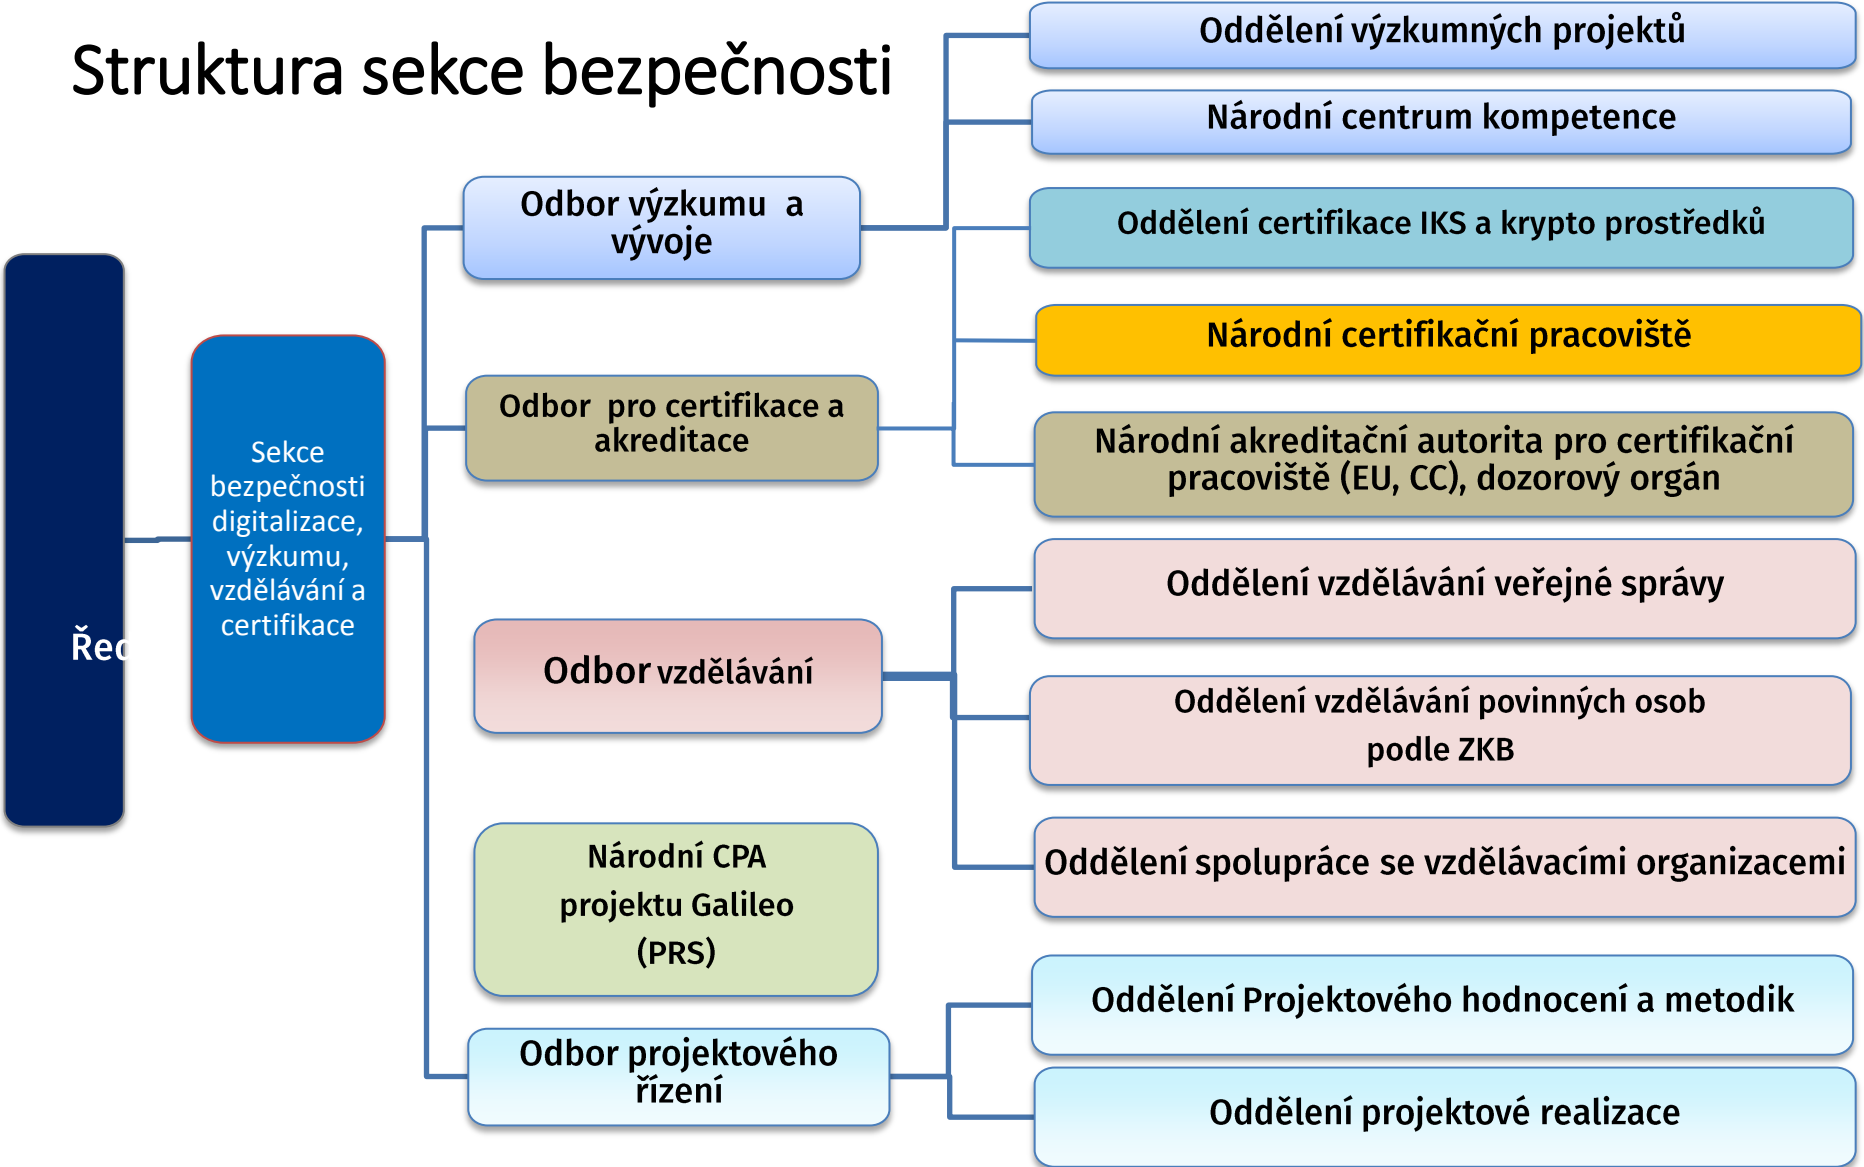 Struktura sekce bezpečnosti
Řed
Sekce
bezpečnosti
digitalizace,
výzkumu,
vzdělávání a
certifikace
Odbor výzkumu a
vývoje
Oddělení výzkumných projektů
Národní centrum kompetence
Odbor pro certifikace a
akreditace
Oddělení certifikace IKS a krypto prostředků
Národní certifikační pracoviště
Národní akreditační autorita pro certifikační
pracoviště (EU, CC), dozorový orgán
Odbor vzdělávání
Oddělení vzdělávání veřejné správy
Oddělení vzdělávání povinných osob
podle ZKB
Oddělení spolupráce se vzdělávacími organizacemi
Národní CPA
projektu Galileo
(PRS)
Odbor projektového
řízení
Oddělení Projektového hodnocení a metodik
Oddělení projektové realizace